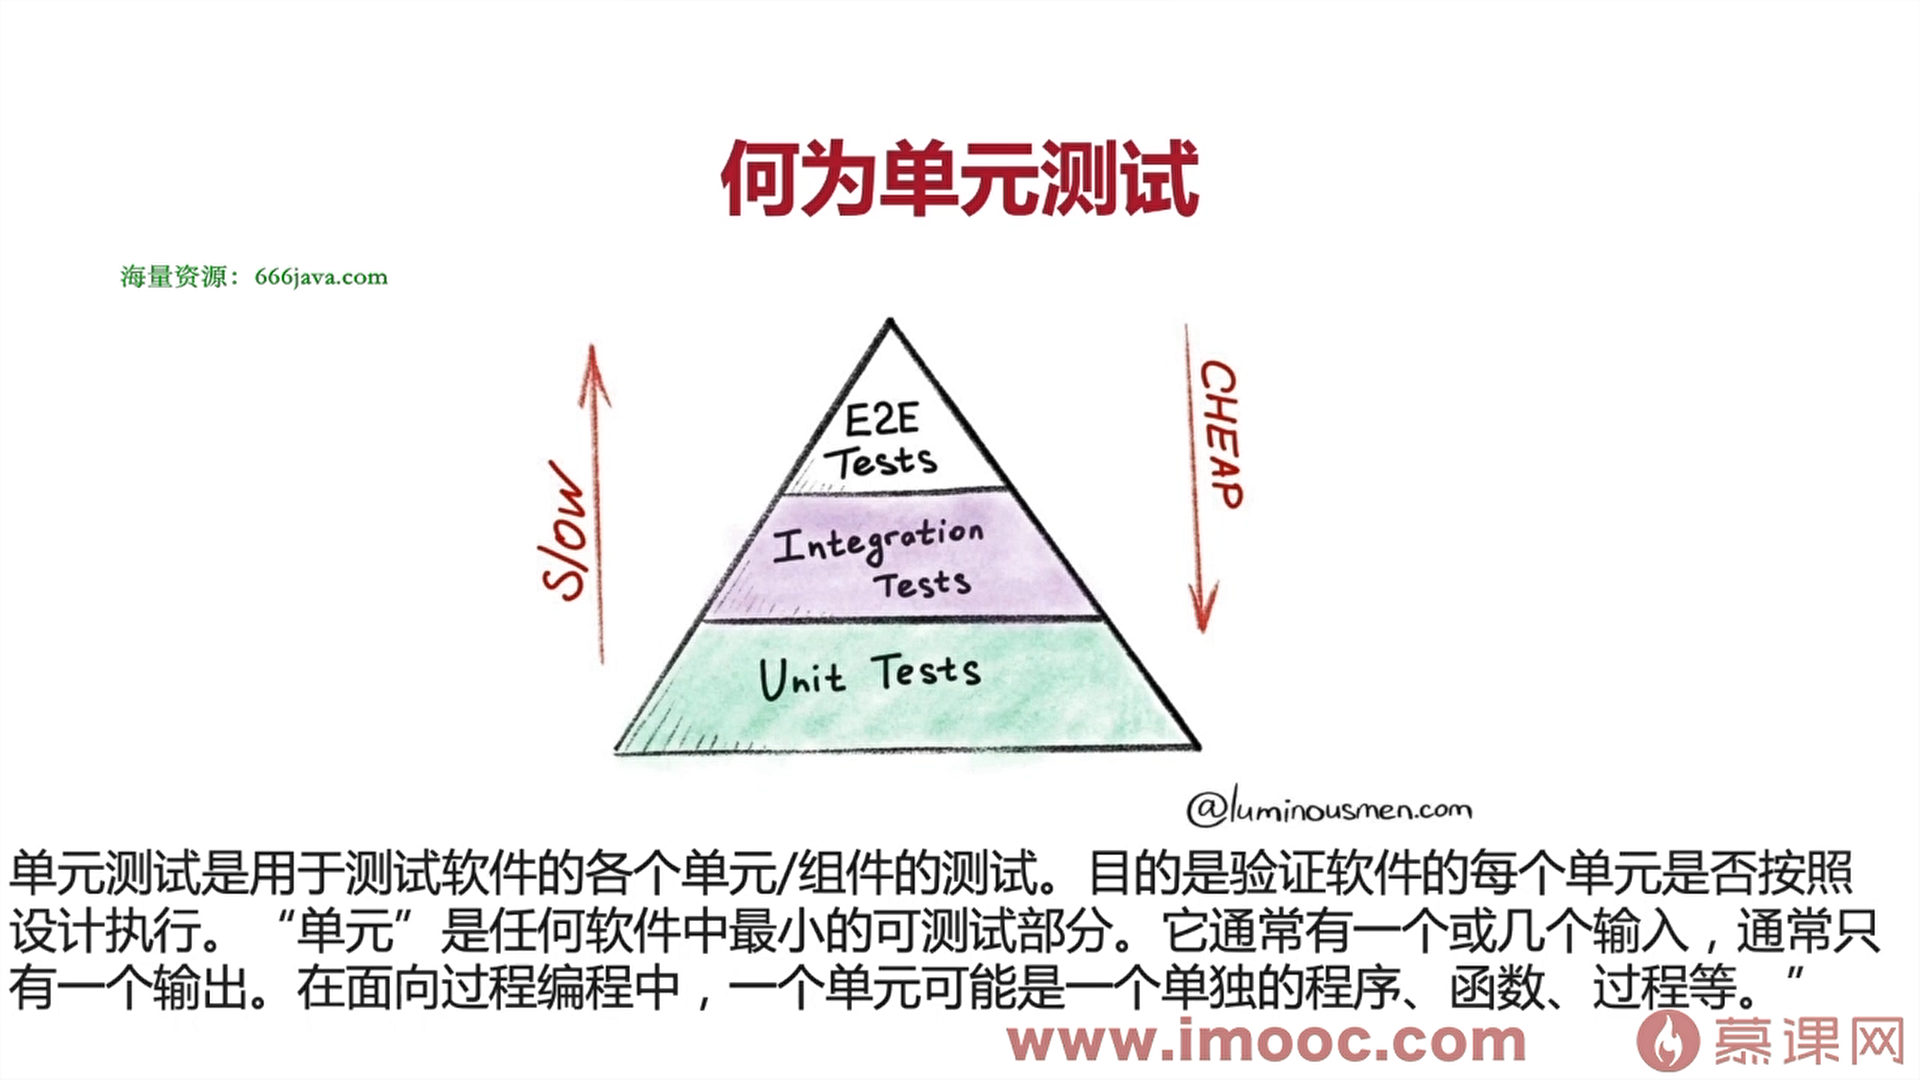 何为单元测试
海量资源：666java.com
E2E
Tests
Integration
Tests
Unit Tests
Slow
CHEAP
@luminousmen.com
单元测试是用于测试软件的各个单元/组件的测试。目的是验证软件的每个单元是否按照
设计执行。“单元”是任何软件中最小的可测试部分。它通常有一个或几个输入，通常只
有一个输出。在面向过程编程中，一个单元可能是一个单独的程序、函数、过程等。”
www.imooc.com
慕课网